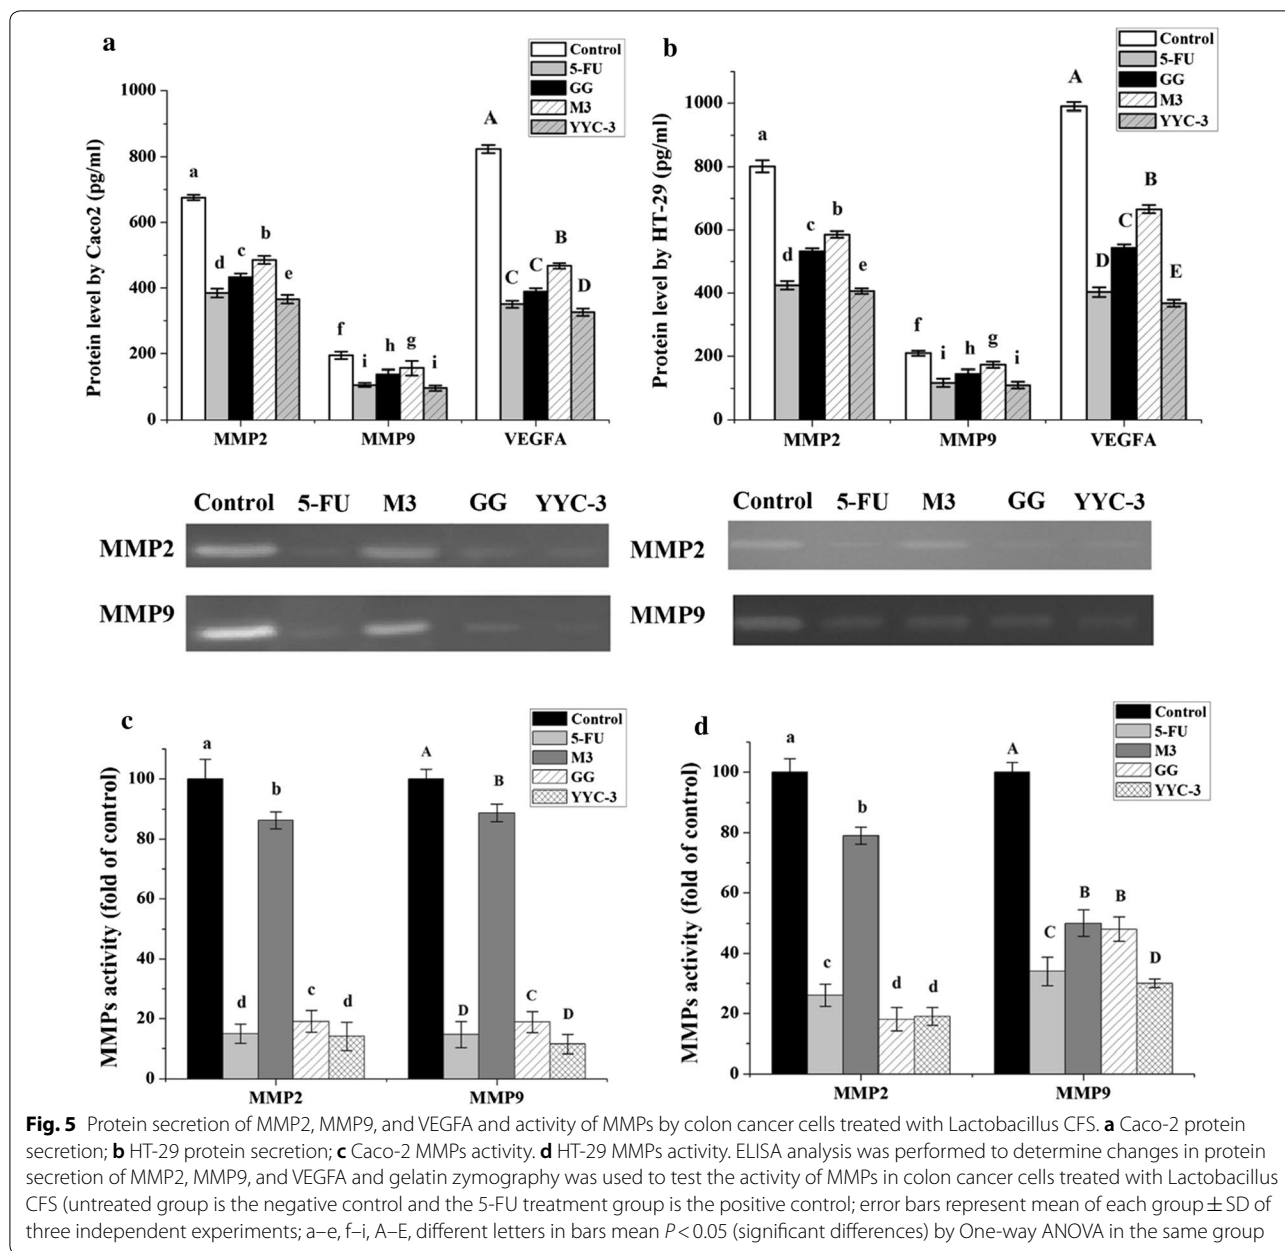 a
Control
5-FU
GG
M3
YYC-3
Protein level by Caco2 (pg/ml)
1000
800
600
400
200
0
a
d
c
b
e
f
i
h
g
i
A
C
C
B
D
MMP2
MMP9
VEGFA
b
Control
5-FU
GG
M3
YYC-3
Protein level by HT-29 (pg/ml)
1000
800
600
400
200
0
a
d
c
b
e
f
i
h
g
i
A
D
C
B
E
MMP2
MMP9
VEGFA
Control 5-FU M3 GG YYC-3
MMP2
MMP9
Control 5-FU M3 GG YYC-3
MMP2
MMP9
c
Control
5-FU
M3
GG
YYC-3
MMPs activity (fold of control)
100
80
60
40
20
0
a
d
b
c
d
A
D
B
C
D
MMP2
MMP9
d
Control
5-FU
M3
GG
YYC-3
MMPs activity (fold of control)
100
80
60
40
20
0
a
c
b
d
d
A
C
B
B
D
MMP2
MMP9
Fig. 5 Protein secretion of MMP2, MMP9, and VEGFA and activity of MMPs by colon cancer cells treated with Lactobacillus CFS. a Caco-2 protein
secretion; b HT-29 protein secretion; c Caco-2 MMPs activity. d HT-29 MMPs activity. ELISA analysis was performed to determine changes in protein
secretion of MMP2, MMP9, and VEGFA and gelatin zymography was used to test the activity of MMPs in colon cancer cells treated with Lactobacillus
CFS (untreated group is the negative control and the 5-FU treatment group is the positive control; error bars represent mean of each group ± SD of
three independent experiments; a–e, f–i, A–E, different letters in bars mean P < 0.05 (significant differences) by One-way ANOVA in the same group